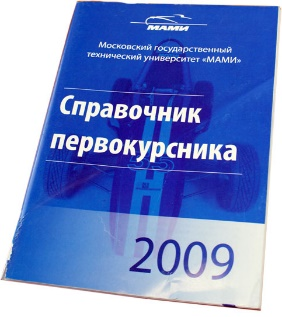 МАМИ
Московский государственный
технический университет «МАМИ»
Справочник
первокурсника
2009